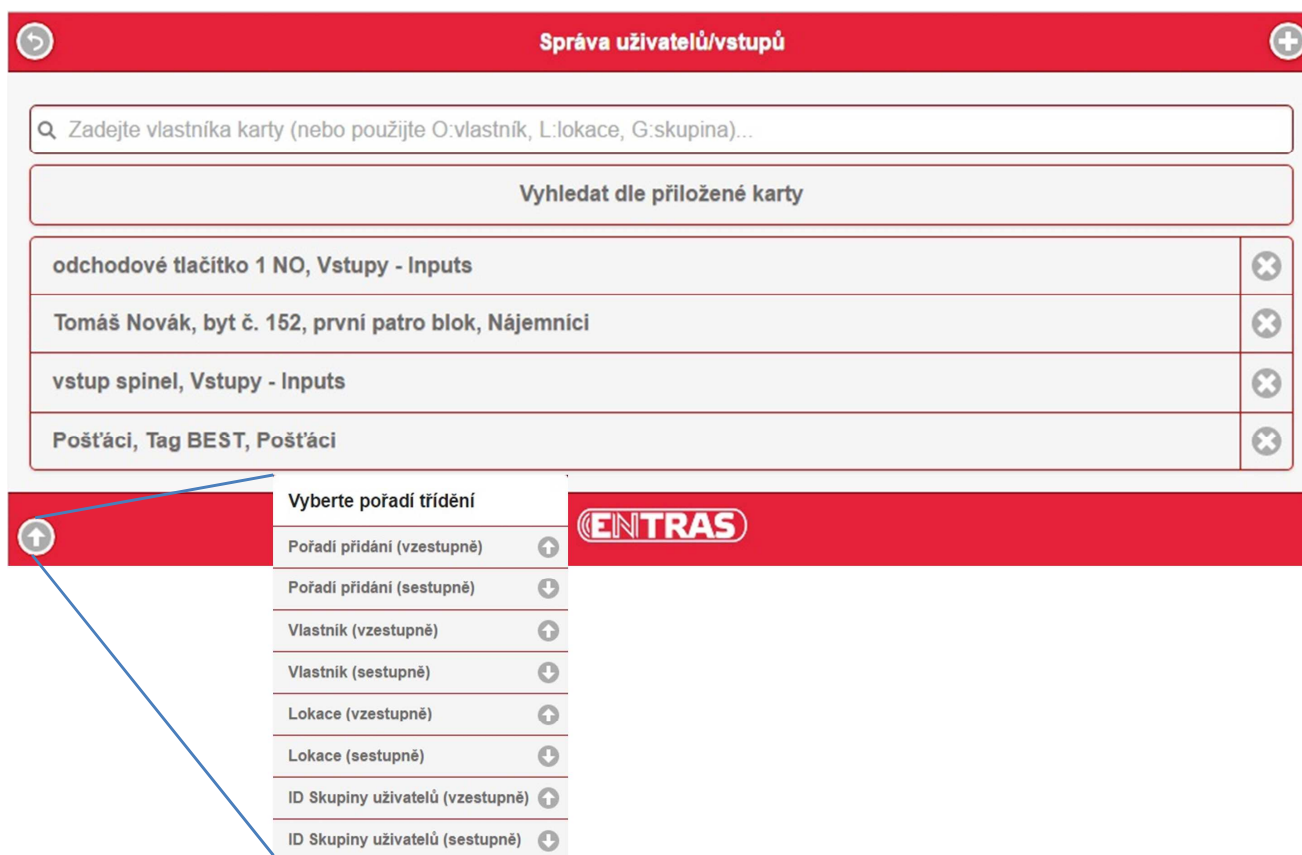 Správa uživatelů/vstupů
Zadejte vlastníka karty (nebo použijte O:vlastník, L:lokace, G:skupina)...
Vyhledat dle přiložené karty
odchodové tlačítko 1 NO, Vstupy - Inputs
Tomáš Novák, byt č. 152, první patro blok, Nájemníci
vstup spinel, Vstupy - Inputs
Pošťáci, Tag BEST, Pošťáci
Vyberte pořadí třídění
ENTRAS
Pořadí přidání (vzestupně)
Pořadí přidání (sestupně)
Vlastník (vzestupně)
Vlastník (sestupně)
Lokace (vzestupně)
Lokace (sestupně)
ID Skupiny uživatelů (vzestupně)
ID Skupiny uživatelů (sestupně)